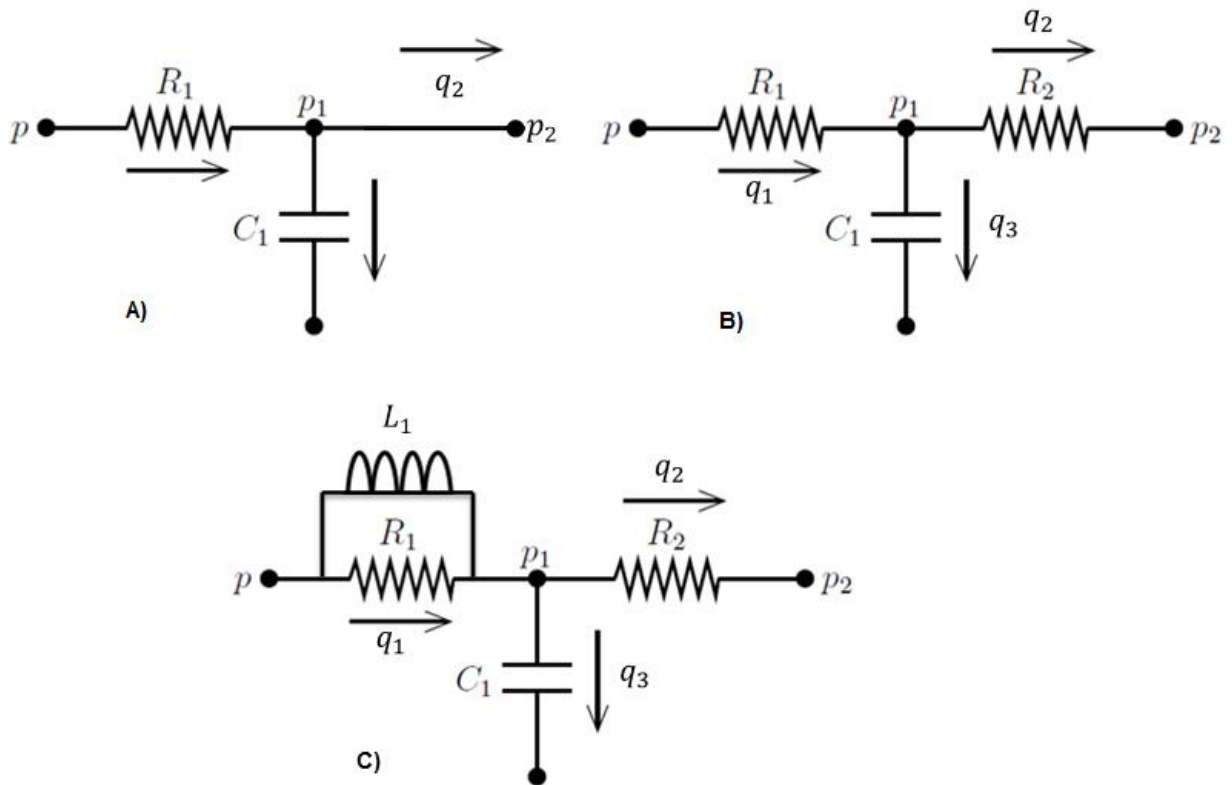 q₂
R₁
p
p₁
p₂
C₁
A)
q₂
R₁
R₂
p
p₁
p₂
q₁
C₁
q₃
B)
L₁
q₂
R₁
R₂
p
p₁
p₂
q₁
C₁
q₃
C)